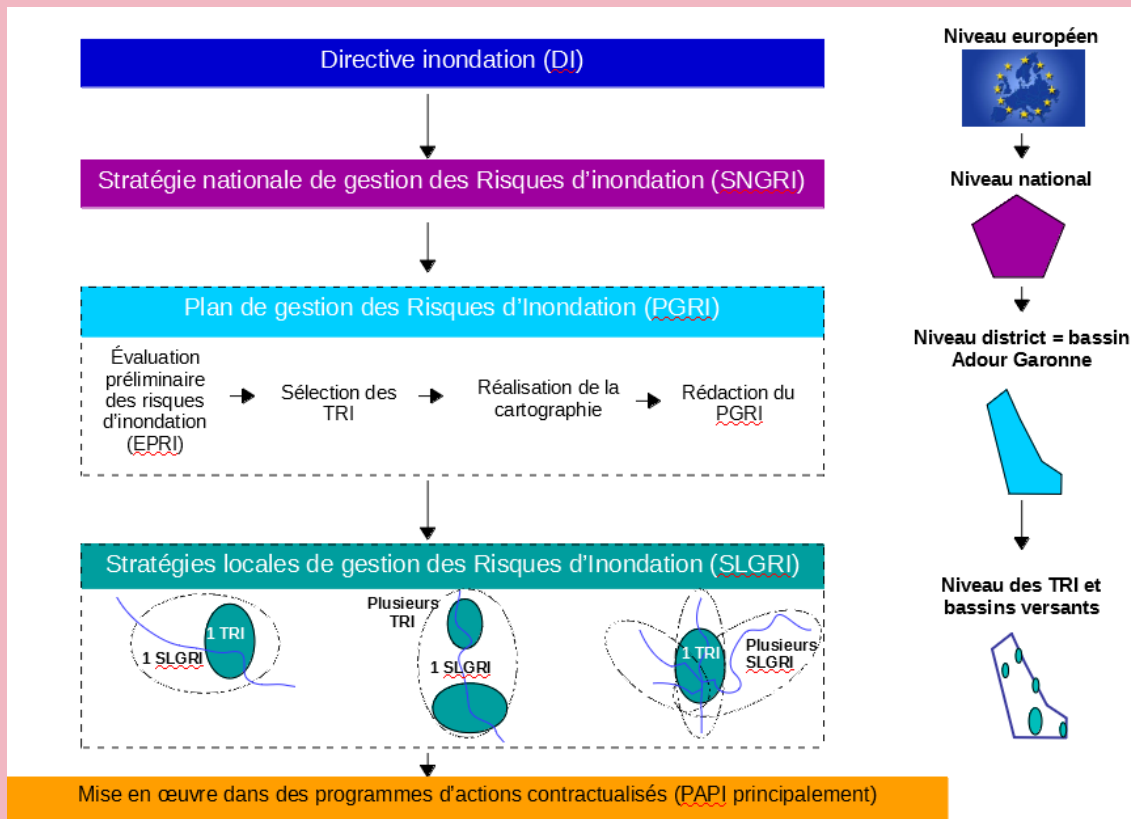 Directive inondation (DI)
Stratégie nationale de gestion des Risques d'inondation (SNGRI)
Plan de gestion des Risques d'Inondation (PGRI)
Évaluation
préliminaire
des risques
d'inondation
(EPRI)
Sélection des
TRI
Réalisation de la
cartographie
Rédaction du
PGRI
Stratégies locales de gestion des Risques d'Inondation (SLGRI)
1 TRI
1 SLGRI
Plusieurs
TRI
1 SLGRI
1 TRI
Plusieurs
SLGRI
Mise en œuvre dans des programmes d'actions contractualisés (PAPI principalement)
Niveau européen
Niveau national
Niveau district = bassin
Adour Garonne
Niveau des TRI et
bassins versants